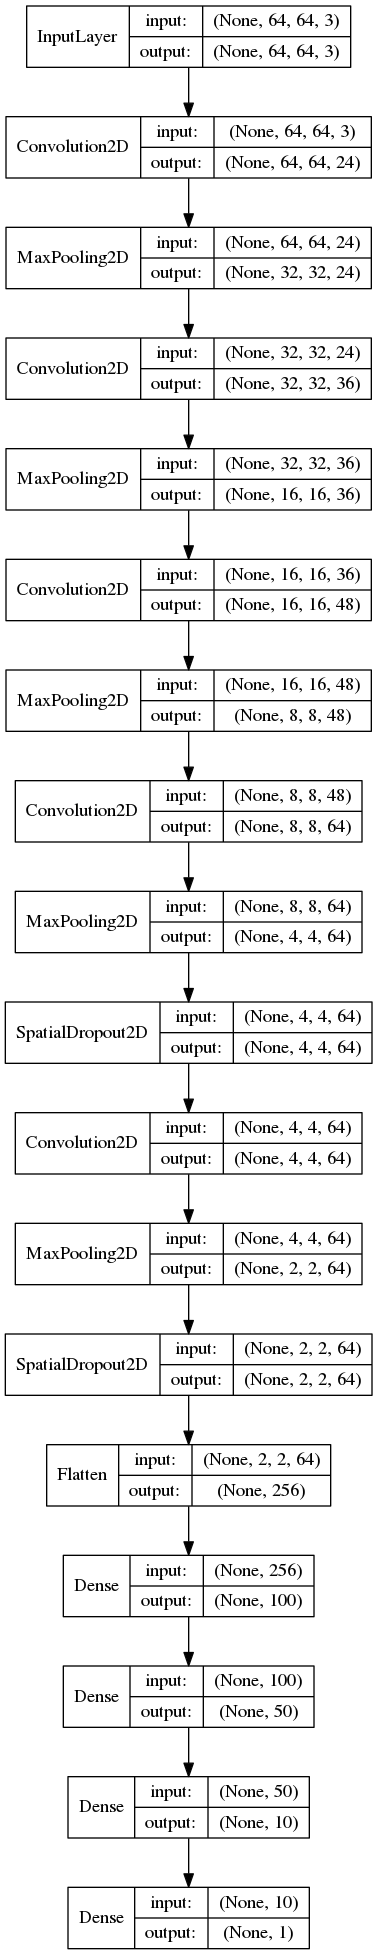 InputLayer input: (None, 64, 64, 3)
output: (None, 64, 64, 3)
Convolution2D input: (None, 64, 64, 3)
output: (None, 64, 64, 24)
MaxPooling2D input: (None, 64, 64, 24)
output: (None, 32, 32, 24)
Convolution2D input: (None, 32, 32, 24)
output: (None, 32, 32, 36)
MaxPooling2D input: (None, 32, 32, 36)
output: (None, 16, 16, 36)
Convolution2D input: (None, 16, 16, 36)
output: (None, 16, 16, 48)
MaxPooling2D input: (None, 16, 16, 48)
output: (None, 8, 8, 48)
Convolution2D input: (None, 8, 8, 48)
output: (None, 8, 8, 64)
MaxPooling2D input: (None, 8, 8, 64)
output: (None, 4, 4, 64)
SpatialDropout2D input: (None, 4, 4, 64)
output: (None, 4, 4, 64)
Convolution2D input: (None, 4, 4, 64)
output: (None, 4, 4, 64)
MaxPooling2D input: (None, 4, 4, 64)
output: (None, 2, 2, 64)
SpatialDropout2D input: (None, 2, 2, 64)
output: (None, 2, 2, 64)
Flatten input: (None, 2, 2, 64)
output: (None, 256)
Dense input: (None, 256)
output: (None, 100)
Dense input: (None, 100)
output: (None, 50)
Dense input: (None, 50)
output: (None, 10)
Dense input: (None, 10)
output: (None, 1)